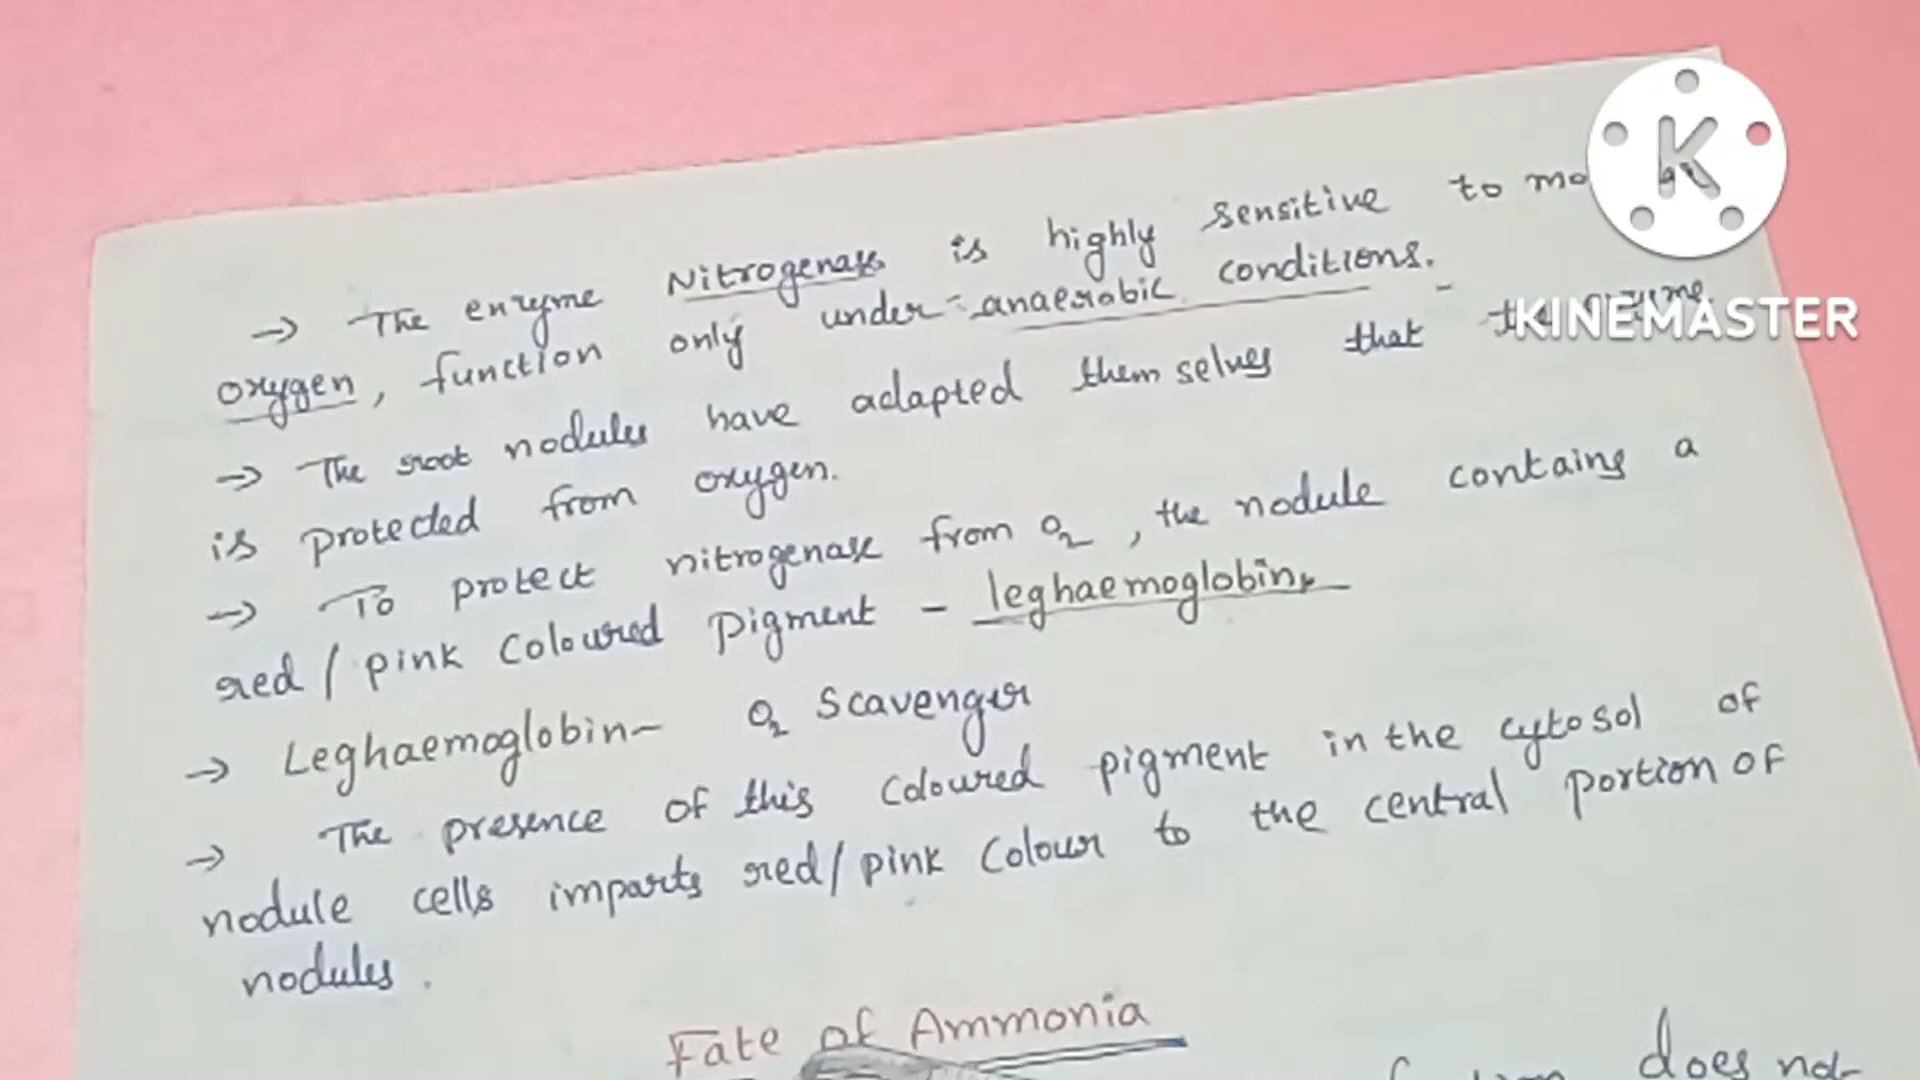 → The enzyme Nitrogenase is highly sensitive to
oxygen, function only under anaerobic conditions.
→ The root nodules have adapted themselves that the enzyme
is protected from oxygen.
→ To protect nitrogenase from O₂, the nodule contains a
red / pink coloured pigment - leghaemoglobin
→ Leghaemoglobin - O₂ Scavenger
→ The presence of this coloured pigment in the cytosol of
nodule cells imparts red/pink colour to the central portion of
nodules.
Fate of Ammonia
does not
K
KINEMASTER